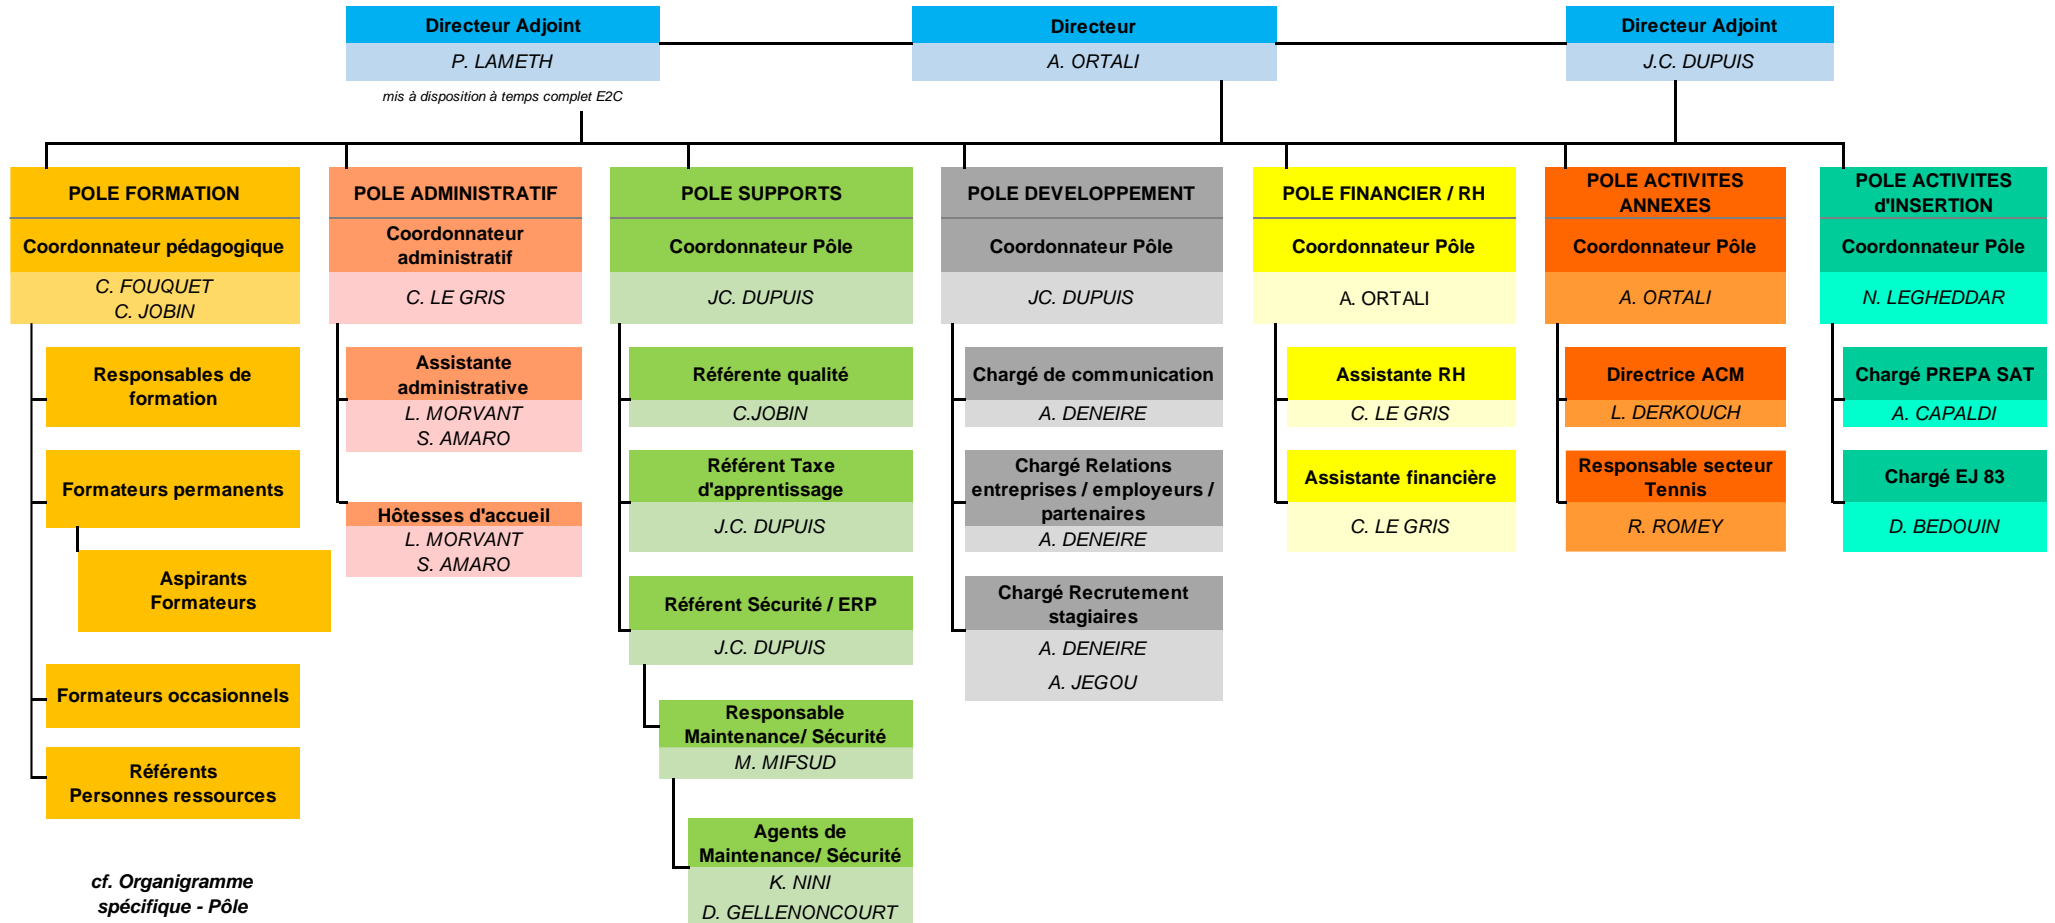 Directeur Adjoint
P. LAMETH
mis à disposition à temps complet E2C
Directeur
A. ORTALI
Directeur Adjoint
J.C. DUPUIS
POLE FORMATION
Coordonnateur pédagogique
C. FOUQUET
C. JOBIN
Responsables de
formation
Formateurs permanents
Aspirants
Formateurs
Formateurs occasionnels
Référents
Personnes ressources
cf. Organigramme
spécifique - Pôle
POLE ADMINISTRATIF
Coordonnateur
administratif
C. LE GRIS
Assistante
administrative
L. MORVANT
S. AMARO
Hôtesses d'accueil
L. MORVANT
S. AMARO
POLE SUPPORTS
Coordonnateur Pôle
JC. DUPUIS
Référente qualité
C.JOBIN
Référent Taxe
d'apprentissage
J.C. DUPUIS
Référent Sécurité / ERP
J.C. DUPUIS
Responsable
Maintenance/ Sécurité
M. MIFSUD
Agents de
Maintenance/ Sécurité
K. NINI
D. GELLENONCOURT
POLE DEVELOPPEMENT
Coordonnateur Pôle
JC. DUPUIS
Chargé de communication
A. DENEIRE
Chargé Relations
entreprises / employeurs /
partenaires
A. DENEIRE
Chargé Recrutement
stagiaires
A. DENEIRE
A. JEGOU
POLE FINANCIER / RH
Coordonnateur Pôle
A. ORTALI
Assistante RH
C. LE GRIS
Assistante financière
C. LE GRIS
POLE ACTIVITES
ANNEXES
Coordonnateur Pôle
A. ORTALI
Directrice ACM
L. DERKOUCH
Responsable secteur
Tennis
R. ROMEY
POLE ACTIVITES
d'INSERTION
Coordonnateur Pôle
N. LEGHEDDAR
Chargé PREPA SAT
A. CAPALDI
Chargé EJ 83
D. BEDOUIN